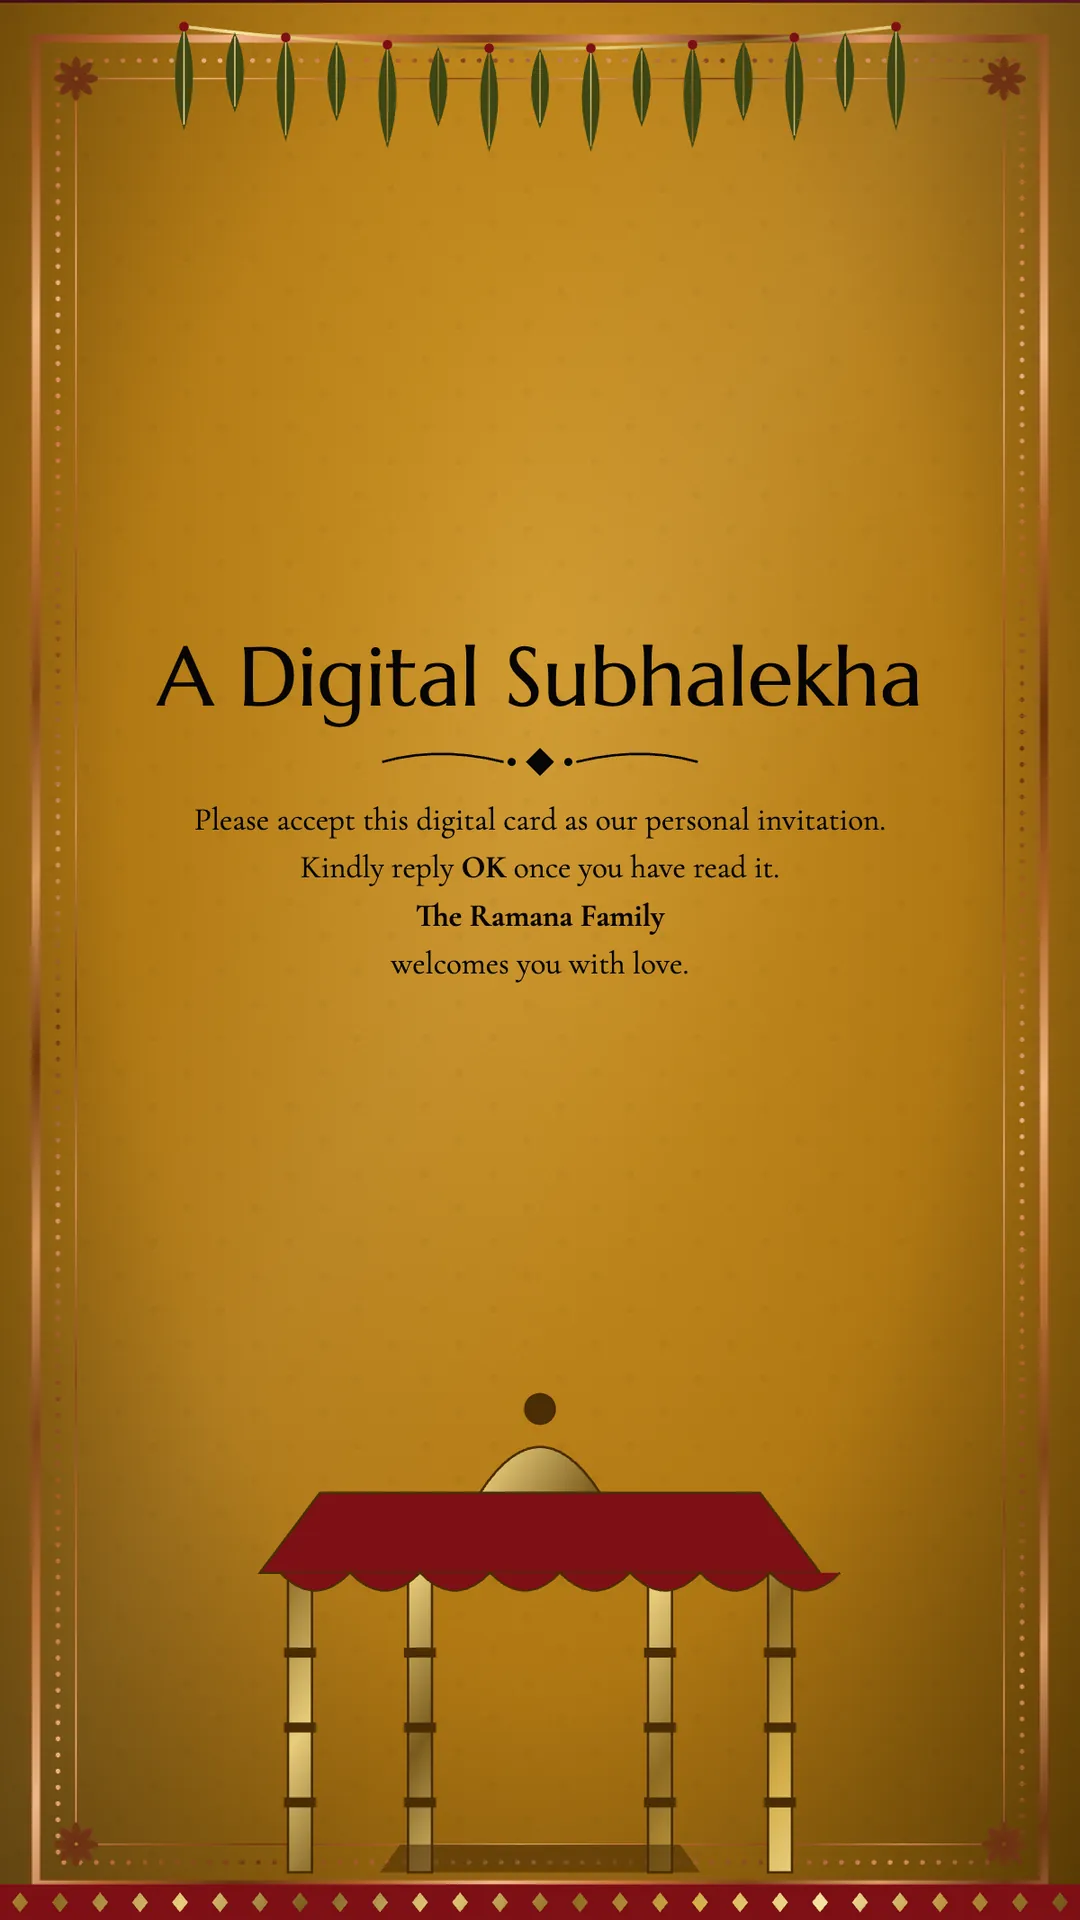 A Digital Subhalekha
Please accept this digital card as our personal invitation.
Kindly reply OK once you have read it.
The Ramana Family
welcomes you with love.